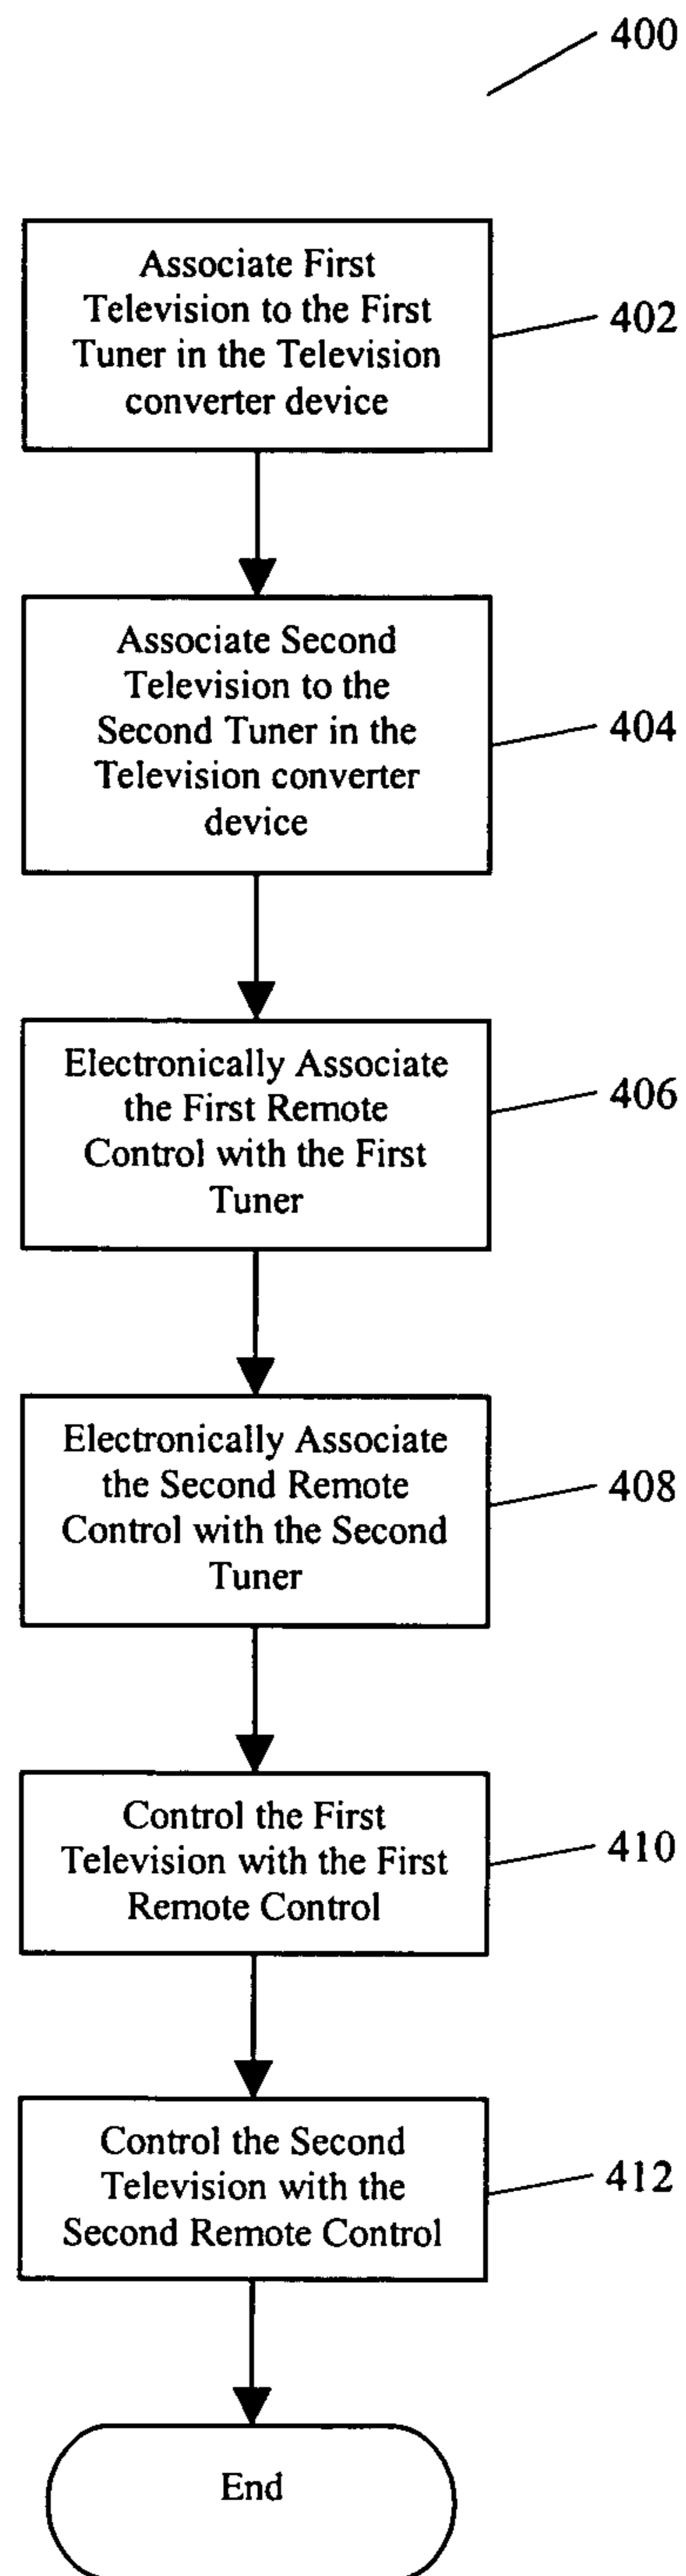 400
Associate First
Television to the First
Tuner in the Television
converter device
402
Associate Second
Television to the
Second Tuner in the
Television converter
device
404
Electronically Associate
the First Remote
Control with the First
Tuner
406
Electronically Associate
the Second Remote
Control with the Second
Tuner
408
Control the First
Television with the First
Remote Control
410
Control the Second
Television with the
Second Remote Control
412
End